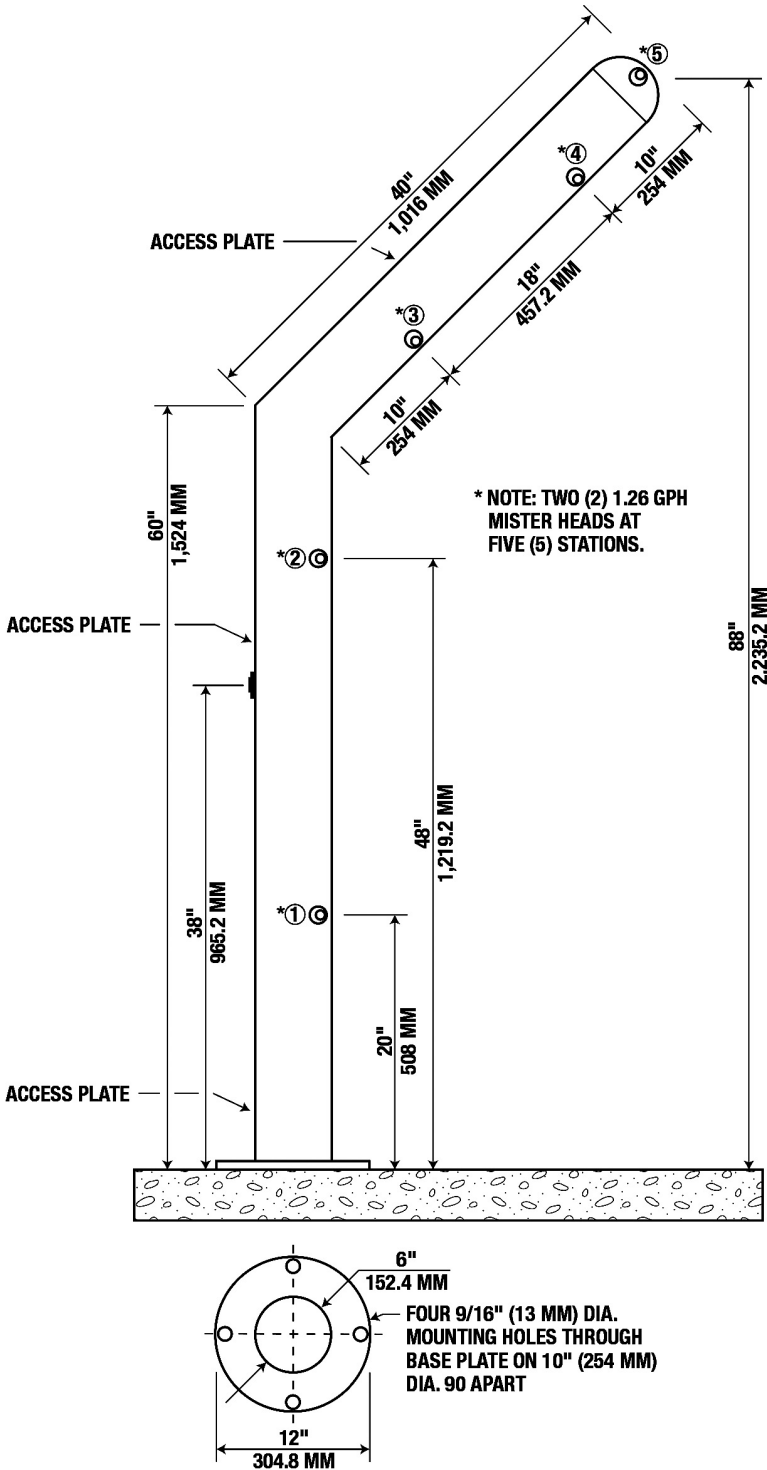 *⑤
*④
10"
254 MM
40"
1,016 MM
ACCESS PLATE
18"
457.2 MM
*③
10"
254 MM
60"
1,524 MM
* NOTE: TWO (2) 1.26 GPH
MISTER HEADS AT
FIVE (5) STATIONS.
*②
ACCESS PLATE
88"
2,235.2 MM
48"
1,219.2 MM
38"
965.2 MM
*①
20"
508 MM
ACCESS PLATE
6"
152.4 MM
FOUR 9/16" (13 MM) DIA.
MOUNTING HOLES THROUGH
BASE PLATE ON 10" (254 MM)
DIA. 90 APART
12"
304.8 MM